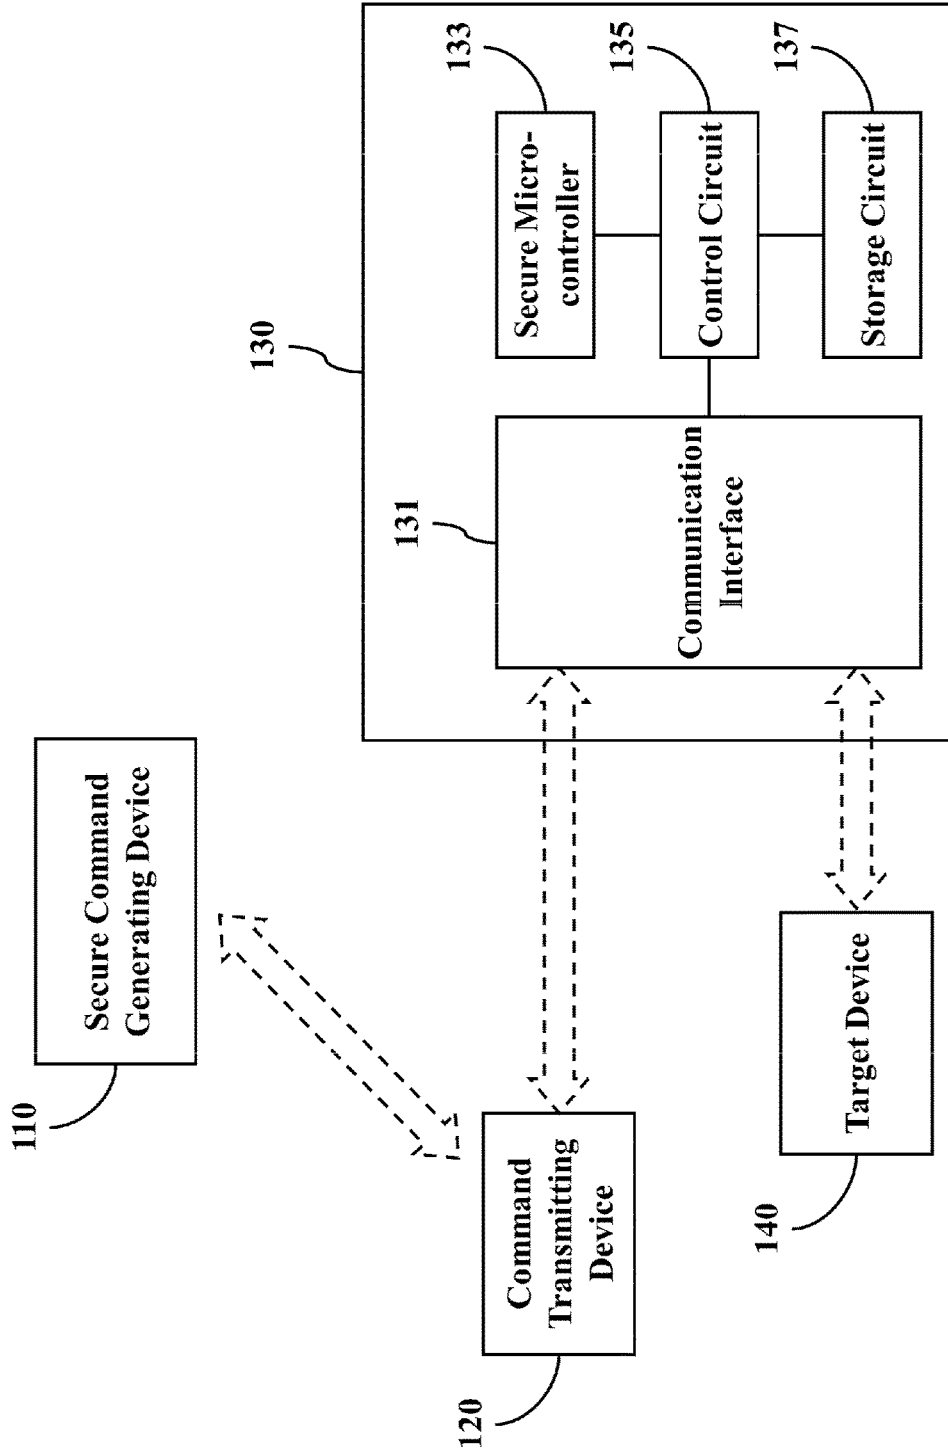 110
Secure Command
Generating Device
130
120
Command
Transmitting
Device
131
Communication
Interface
133
Secure Micro-
controller
135
Control Circuit
137
Storage Circuit
140
Target Device